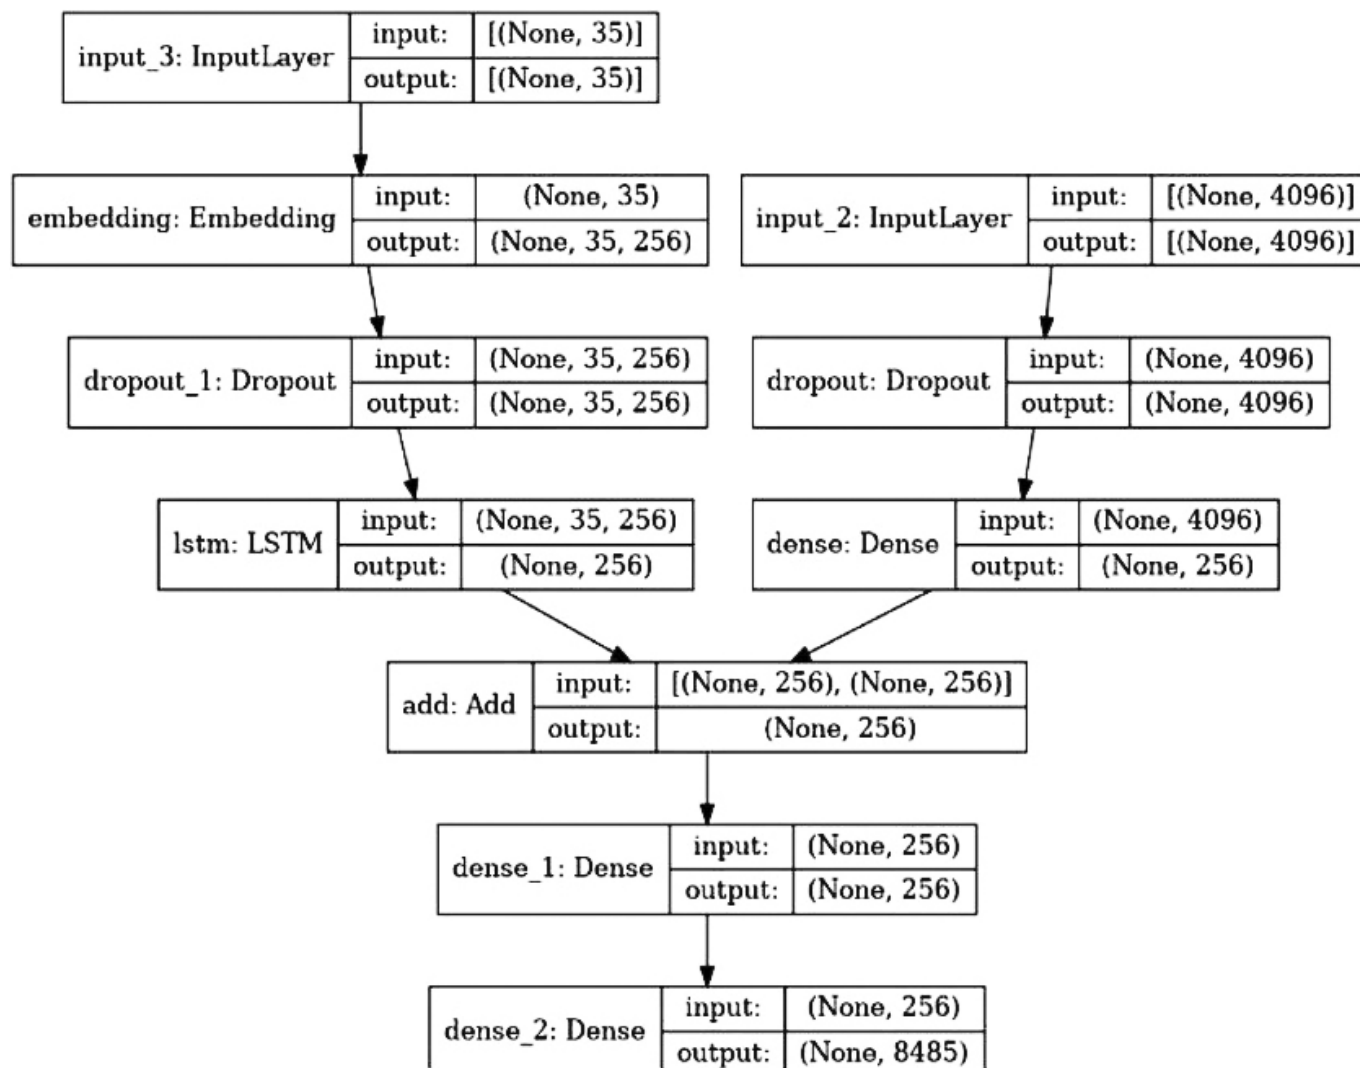 input_3: InputLayer
input: [(None, 35)]
output: [(None, 35)]
embedding: Embedding
input: (None, 35)
output: (None, 35, 256)
input_2: InputLayer
input: [(None, 4096)]
output: [(None, 4096)]
dropout_1: Dropout
input: (None, 35, 256)
output: (None, 35, 256)
dropout: Dropout
input: (None, 4096)
output: (None, 4096)
lstm: LSTM
input: (None, 35, 256)
output: (None, 256)
dense: Dense
input: (None, 4096)
output: (None, 256)
add: Add
input: [(None, 256), (None, 256)]
output: (None, 256)
dense_1: Dense
input: (None, 256)
output: (None, 256)
dense_2: Dense
input: (None, 256)
output: (None, 8485)